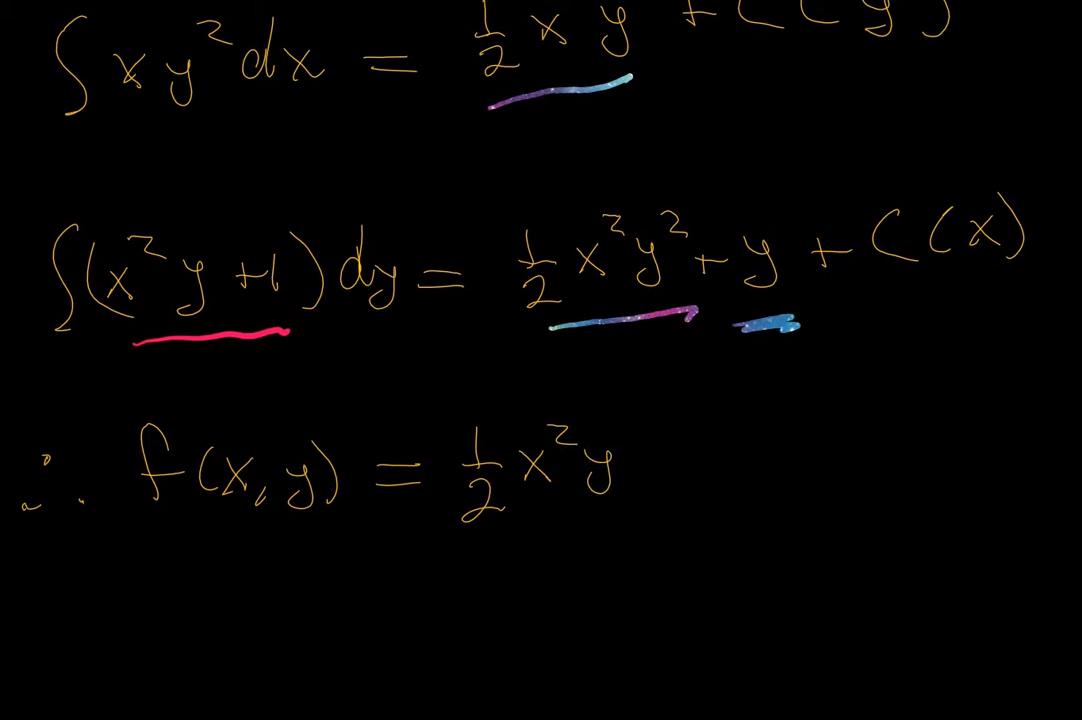 ∫ x y² dx = ½ x y + C(y)
∫ (x² y + 1) dy = ½ x² y² + y + C(x)
∴ f(x, y) = ½ x² y